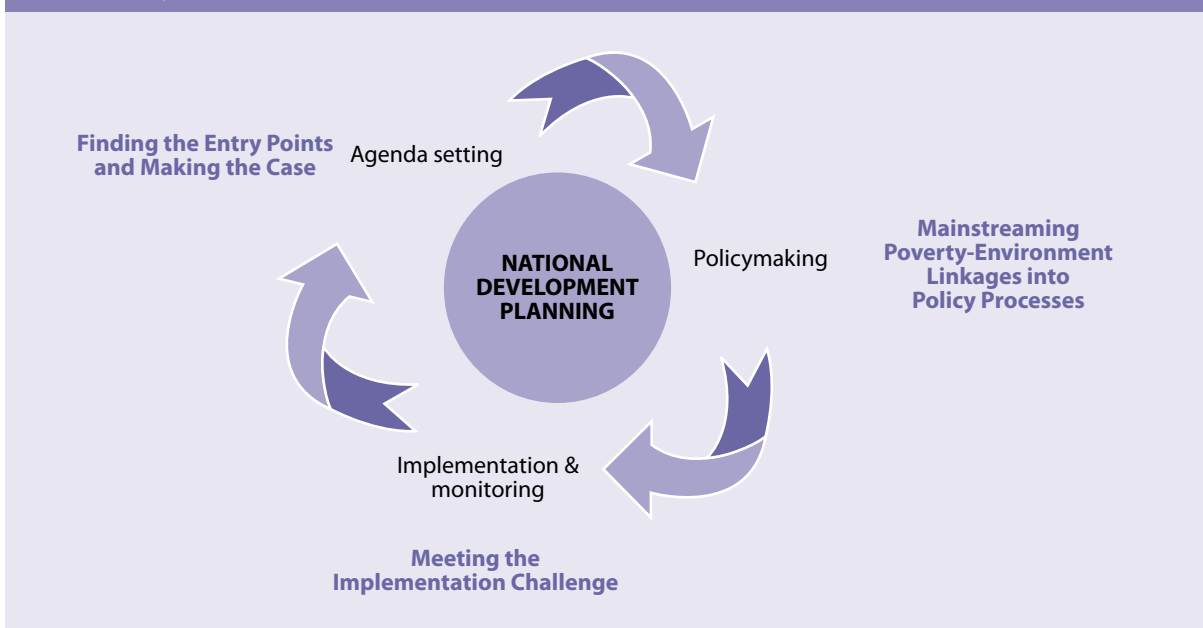 Finding the Entry Points
and Making the Case
Agenda setting
NATIONAL
DEVELOPMENT
PLANNING
Policymaking
Mainstreaming
Poverty-Environment
Linkages into
Policy Processes
Implementation &
monitoring
Meeting the
Implementation Challenge